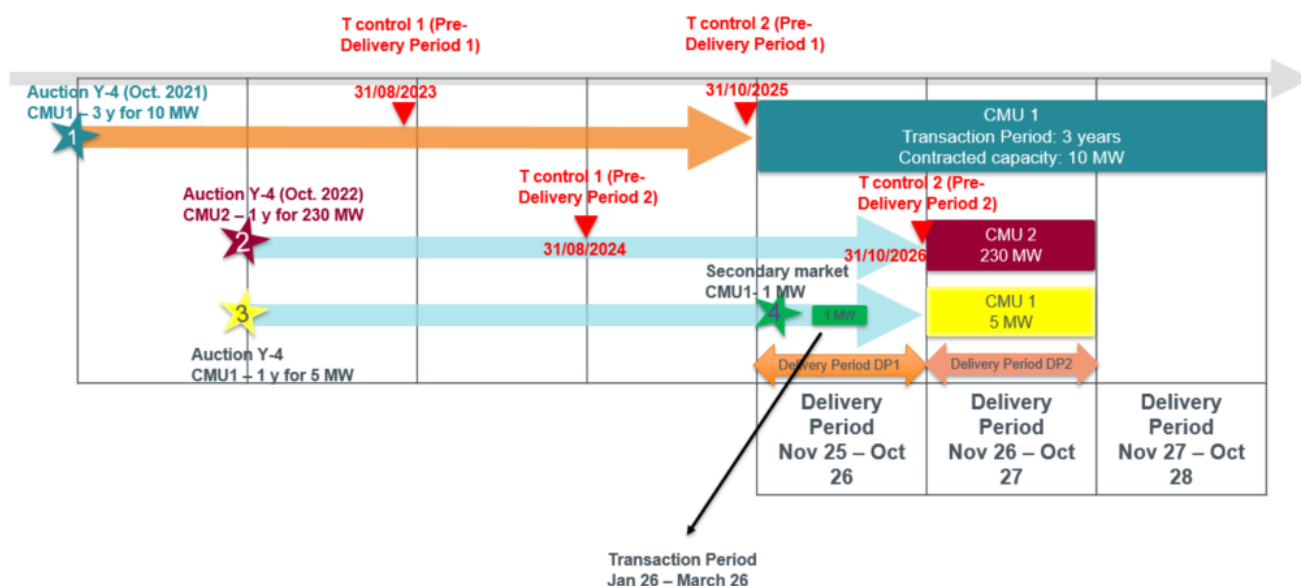 T control 1 (Pre-
Delivery Period 1)
T control 2 (Pre-
Delivery Period 1)
Auction Y-4 (Oct. 2021)
CMU1 – 3 y for 10 MW
31/08/2023
31/10/2025
1
CMU 1
Transaction Period: 3 years
Contracted capacity: 10 MW
Auction Y-4 (Oct. 2022)
CMU2 – 1 y for 230 MW
T control 1 (Pre-
Delivery Period 2)
T control 2 (Pre-
Delivery Period 2)
2
31/08/2024
31/10/2026
CMU 2
230 MW
Secondary market
CMU1- 1 MW
3
4
1 MW
CMU 1
5 MW
Auction Y-4
CMU1 – 1 y for 5 MW
Delivery Period DP1
Delivery Period DP2
Delivery
Period
Nov 25 – Oct
26
Delivery
Period
Nov 26 – Oct
27
Delivery
Period
Nov 27 – Oct
28
Transaction Period
Jan 26 – March 26